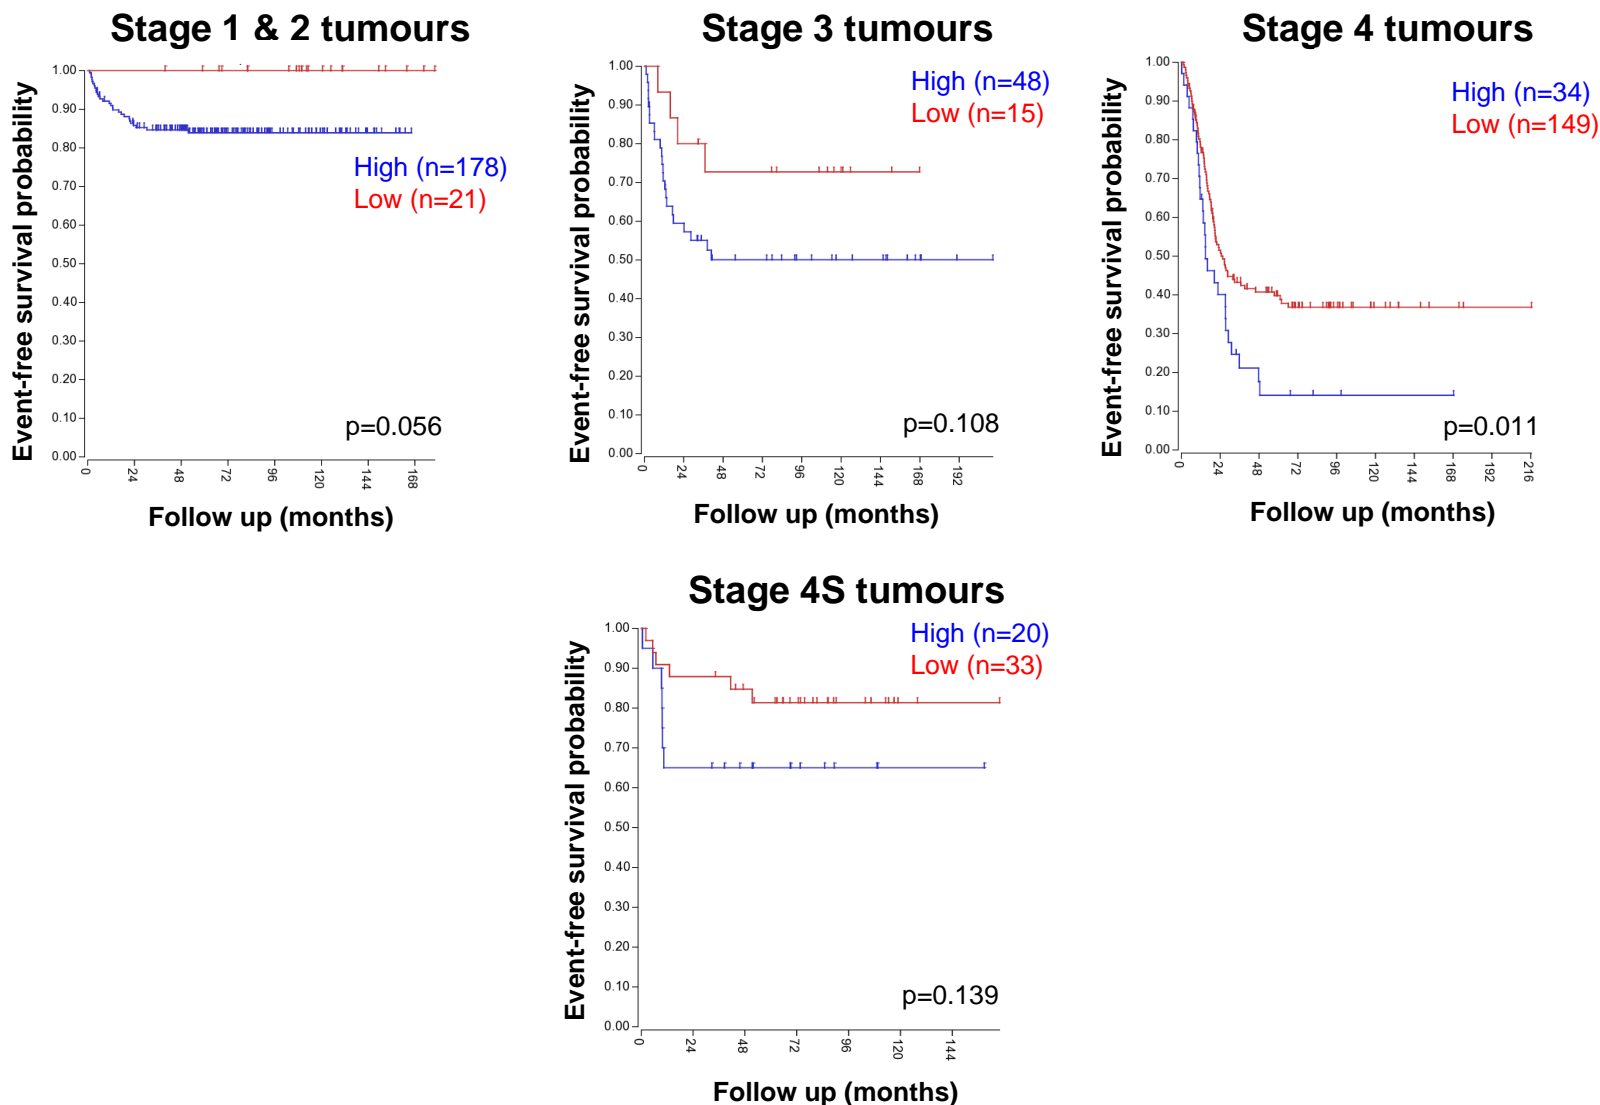 Stage 1 & 2 tumours
Event-free survival probability
1.00
0.90
0.80
0.70
0.60
0.50
0.40
0.30
0.20
0.10
0.00
High (n=178)
Low (n=21)
p=0.056
0 24 48 72 96 120 144 168
Follow up (months)
Stage 3 tumours
Event-free survival probability
1.00
0.90
0.80
0.70
0.60
0.50
0.40
0.30
0.20
0.10
0.00
High (n=48)
Low (n=15)
p=0.108
0 24 48 72 96 120 144 168 192
Follow up (months)
Stage 4 tumours
Event-free survival probability
1.00
0.90
0.80
0.70
0.60
0.50
0.40
0.30
0.20
0.10
0.00
High (n=34)
Low (n=149)
p=0.011
0 24 48 72 96 120 144 168 192 216
Follow up (months)
Stage 4S tumours
Event-free survival probability
1.00
0.90
0.80
0.70
0.60
0.50
0.40
0.30
0.20
0.10
0.00
High (n=20)
Low (n=33)
p=0.139
0 24 48 72 96 120 144
Follow up (months)